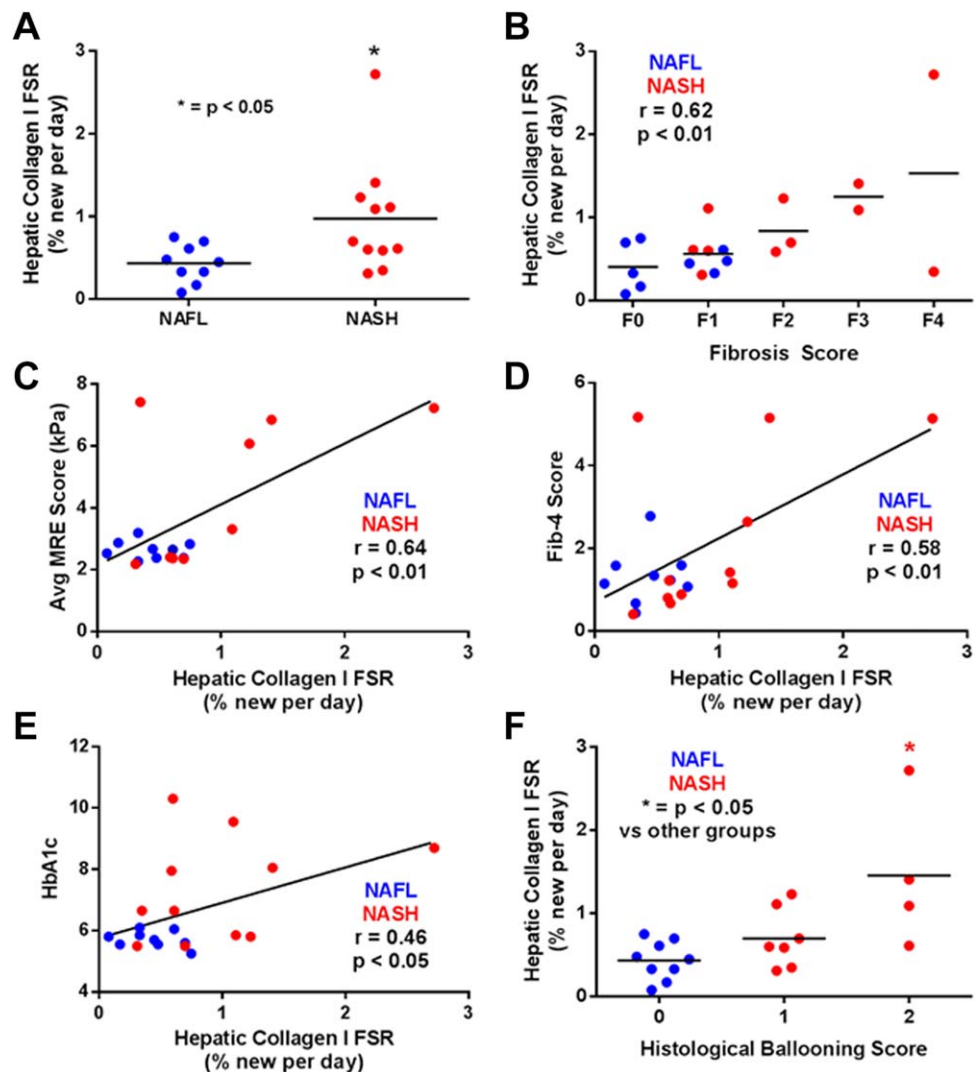 A
Hepatic Collagen I FSR
(% new per day)
3
2
1
0
*
* = p < 0.05
NAFL
NASH
B
Hepatic Collagen I FSR
(% new per day)
3
2
1
0
NAFL
NASH
r = 0.62
p < 0.01
F0
F1
F2
F3
F4
Fibrosis Score
C
Avg MRE Score (kPa)
8
6
4
2
0
NAFL
NASH
r = 0.64
p < 0.01
0
1
2
3
Hepatic Collagen I FSR
(% new per day)
D
Fib-4 Score
6
4
2
0
NAFL
NASH
r = 0.58
p < 0.01
0
1
2
3
Hepatic Collagen I FSR
(% new per day)
E
HbA1c
12
10
8
6
4
NAFL
NASH
r = 0.46
p < 0.05
0
1
2
3
Hepatic Collagen I FSR
(% new per day)
F
Hepatic Collagen I FSR
(% new per day)
3
2
1
0
NAFL
NASH
* = p < 0.05
vs other groups
*
0
1
2
Histological Ballooning Score